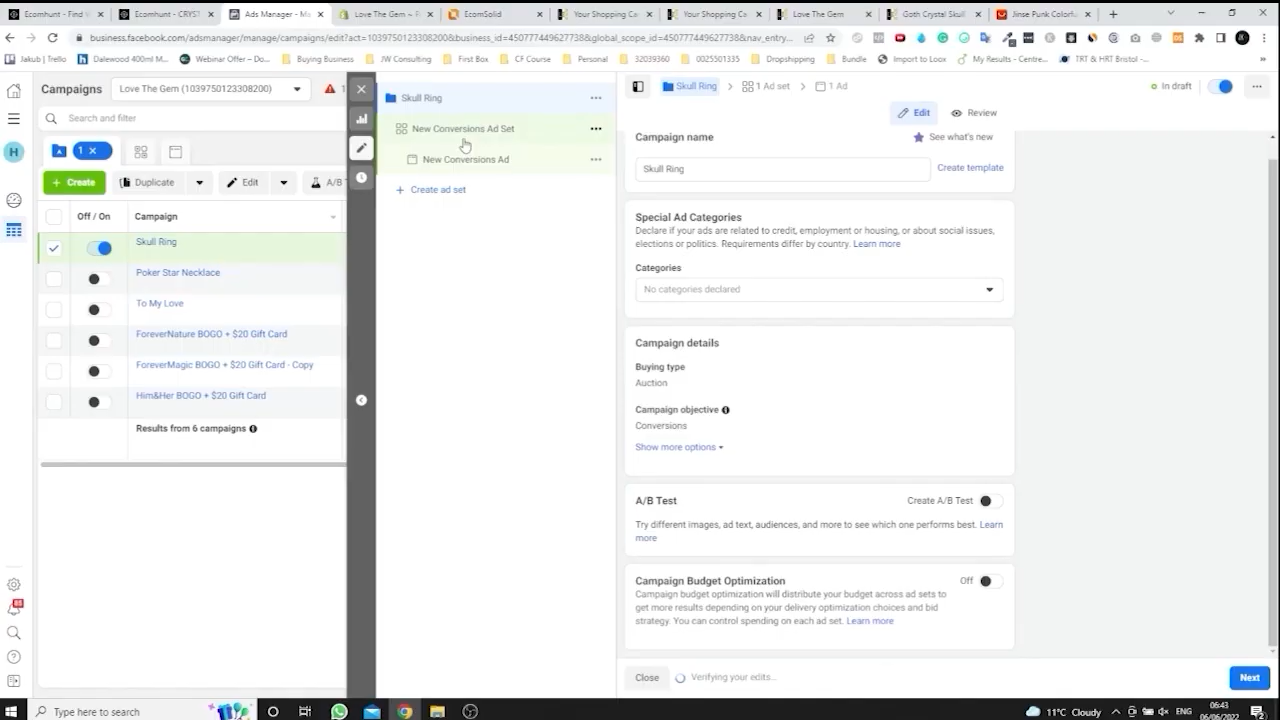 Ecomhunt - Find W
Ecomhunt - CRYST
Ads Manager - Ma
Love The Gem ~ P
EcomSolid
Your Shopping Ca
Your Shopping Ca
Love The Gem
Goth Crystal Skull
Jinse Punk Colorfu
business.facebook.com/adsmanager/manage/campaigns/edit?act=1039750123308200&business_id=450777449627738&global_scope_id=450777449627738&nav_entry...
Jakub | Trello
Dalewood 400ml M...
Webinar Offer – Do...
Buying Business
JW Consulting
First Box
CF Course
Personal
32039360
0025501335
Dropshipping
Bundle
Import to Loox
My Results - Centre...
TRT & HRT Bristol -...
Campaigns
Love The Gem (1039750123308200)
1
Search and filter
1
Create
Duplicate
Edit
A/B T
Off / On
Campaign
Skull Ring
Poker Star Necklace
To My Love
ForeverNature BOGO + $20 Gift Card
ForeverMagic BOGO + $20 Gift Card - Copy
Him&Her BOGO + $20 Gift Card
Results from 6 campaigns
H
Skull Ring
New Conversions Ad Set
New Conversions Ad
Create ad set
Skull Ring
1 Ad set
1 Ad
In draft
Edit
Review
Campaign name
See what's new
Skull Ring
Create template
Special Ad Categories
Declare if your ads are related to credit, employment or housing, or about social issues,
elections or politics. Requirements differ by country. Learn more
Categories
No categories declared
Campaign details
Buying type
Auction
Campaign objective
Conversions
Show more options
A/B Test
Create A/B Test
Try different images, ad text, audiences, and more to see which one performs best. Learn
more
Campaign Budget Optimization
Off
Campaign budget optimization will distribute your budget across ad sets to
get more results depending on your delivery optimization choices and bid
strategy. You can control spending on each ad set. Learn more
Close
Verifying your edits...
Next
Type here to search
11°C Cloudy
ENG
06:43